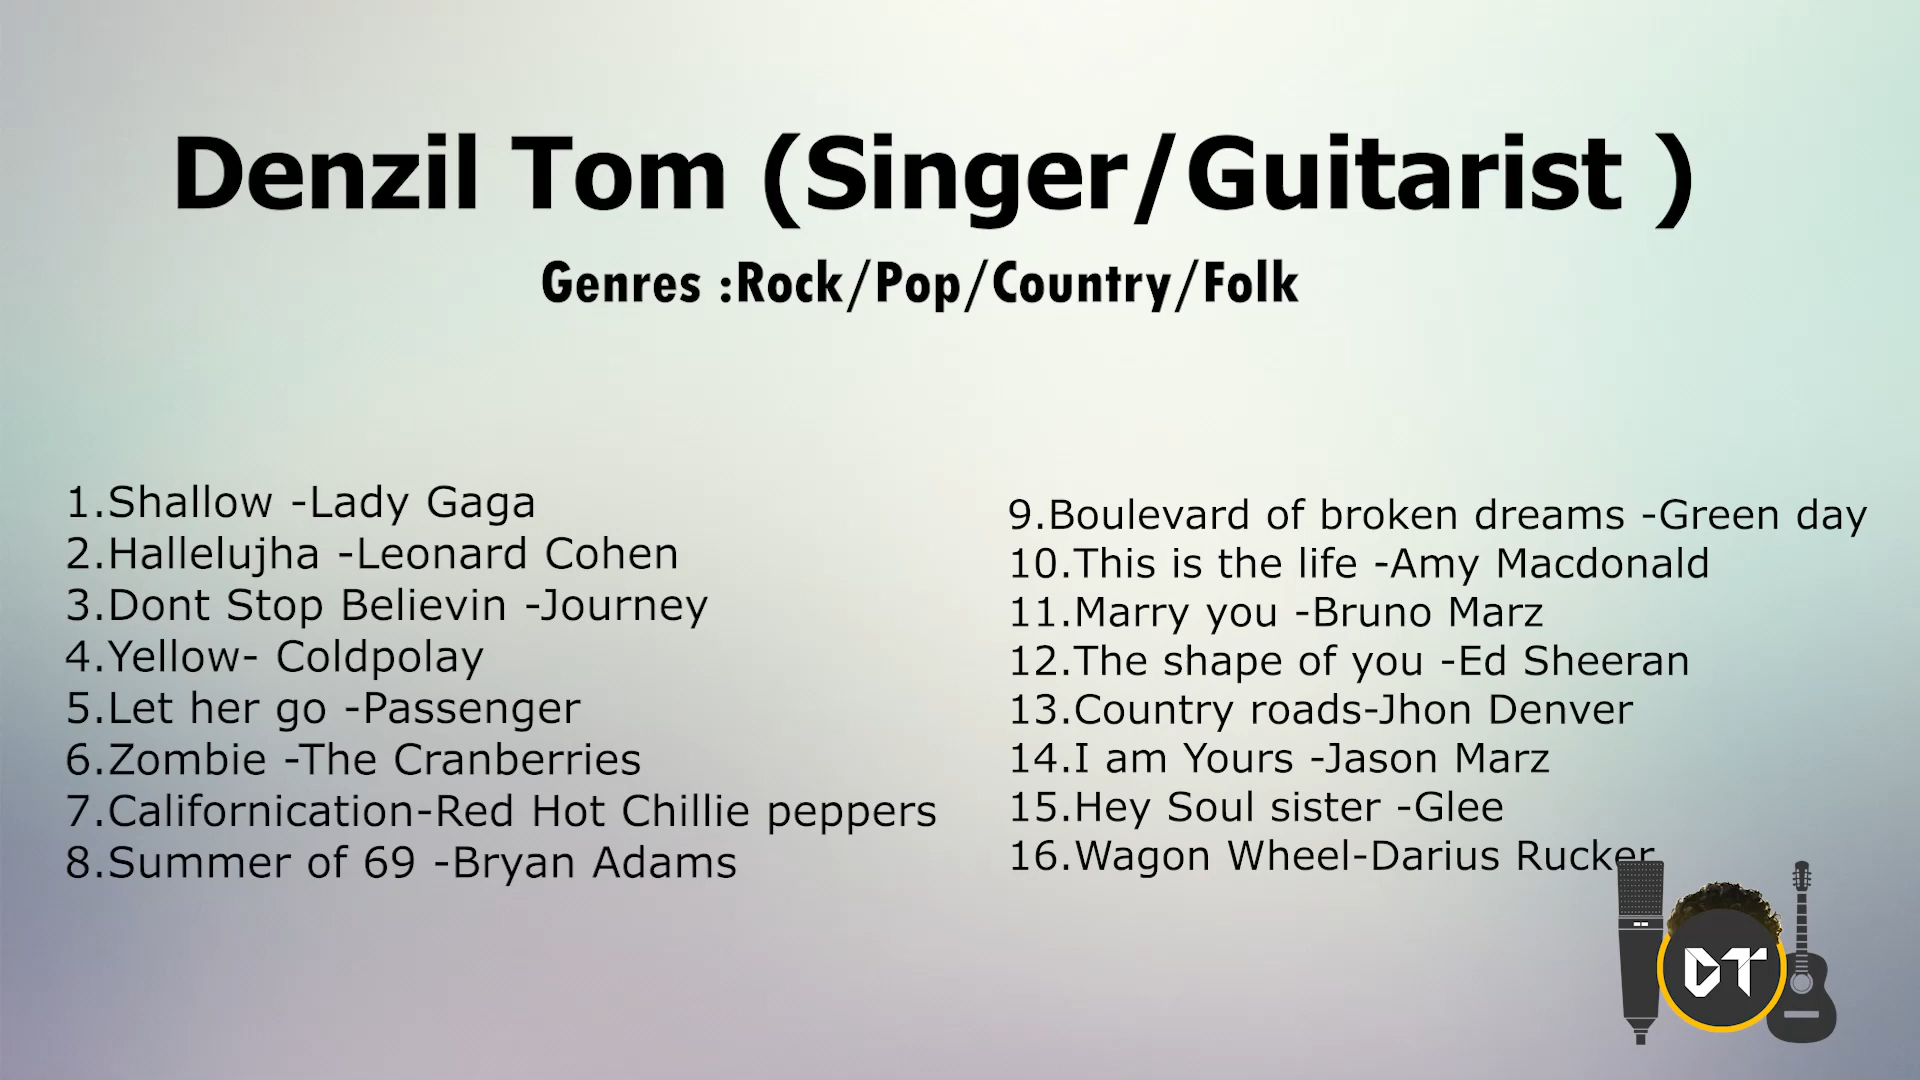 Denzil Tom (Singer/Guitarist )
Genres :Rock/Pop/Country/Folk
1.Shallow -Lady Gaga
2.Hallelujha -Leonard Cohen
3.Dont Stop Believin -Journey
4.Yellow- Coldpolay
5.Let her go -Passenger
6.Zombie -The Cranberries
7.Californication-Red Hot Chillie peppers
8.Summer of 69 -Bryan Adams
9.Boulevard of broken dreams -Green day
10.This is the life -Amy Macdonald
11.Marry you -Bruno Marz
12.The shape of you -Ed Sheeran
13.Country roads-Jhon Denver
14.I am Yours -Jason Marz
15.Hey Soul sister -Glee
16.Wagon Wheel-Darius Rucker
DT